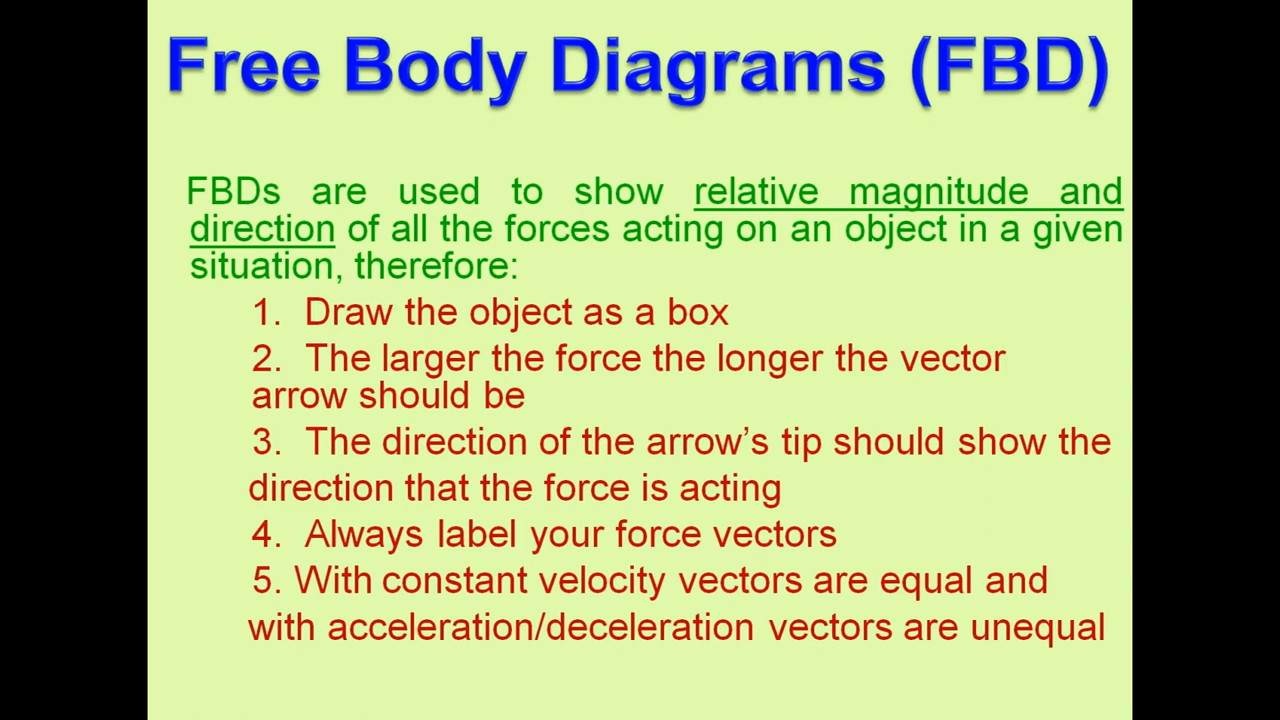 Free Body Diagrams (FBD)
FBDs are used to show relative magnitude and
direction of all the forces acting on an object in a given
situation, therefore:
1. Draw the object as a box
2. The larger the force the longer the vector
arrow should be
3. The direction of the arrow’s tip should show the
direction that the force is acting
4. Always label your force vectors
5. With constant velocity vectors are equal and
with acceleration/deceleration vectors are unequal